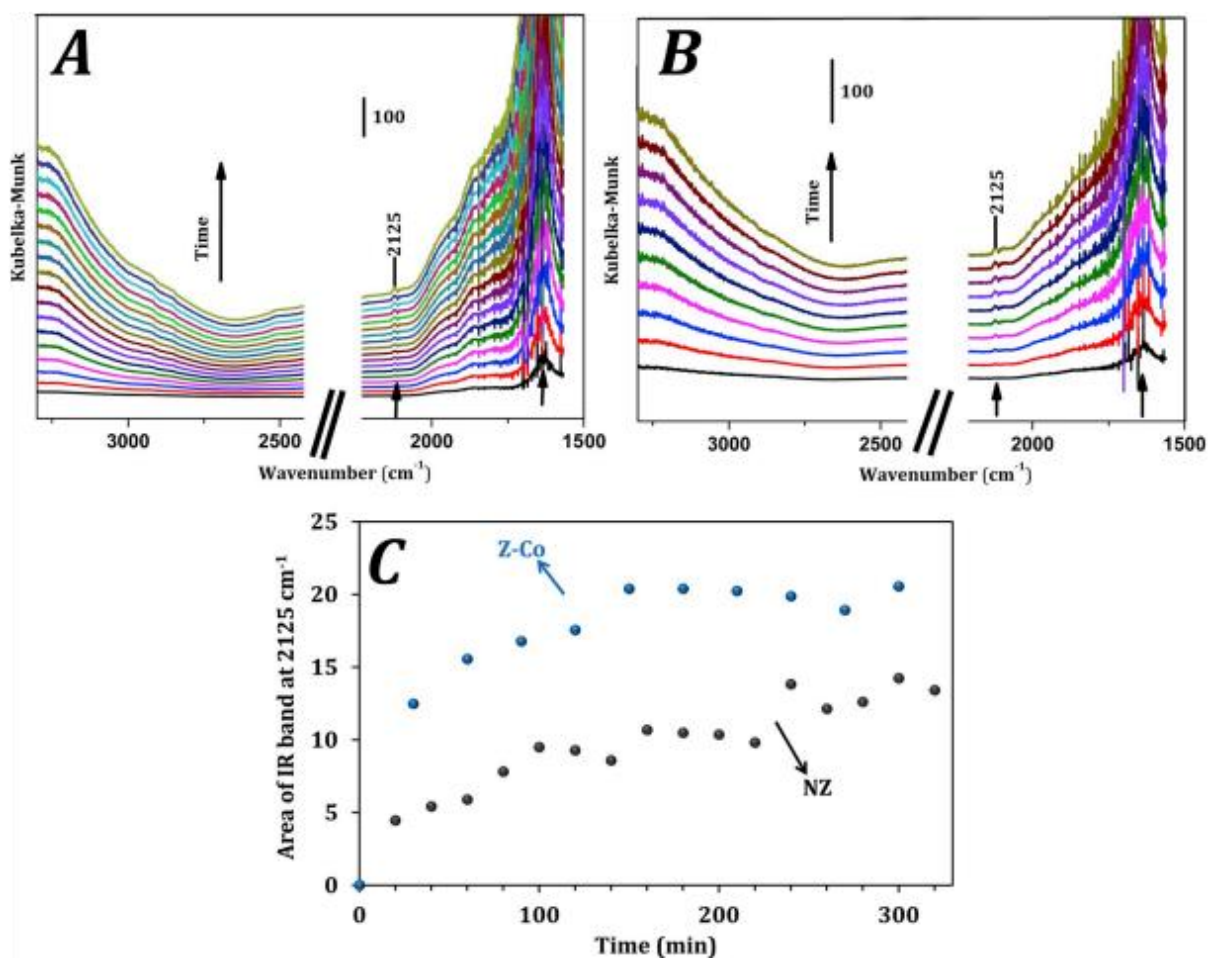 A
Kubelka-Munk
Time
100
2125
3000 2500 2000 1500
Wavenumber (cm-1)
B
Kubelka-Munk
Time
100
2125
3000 2500 2000 1500
Wavenumber (cm-1)
C
Area of IR band at 2125 cm-1
25
20
15
10
5
0
Z-Co
NZ
0 100 200 300
Time (min)